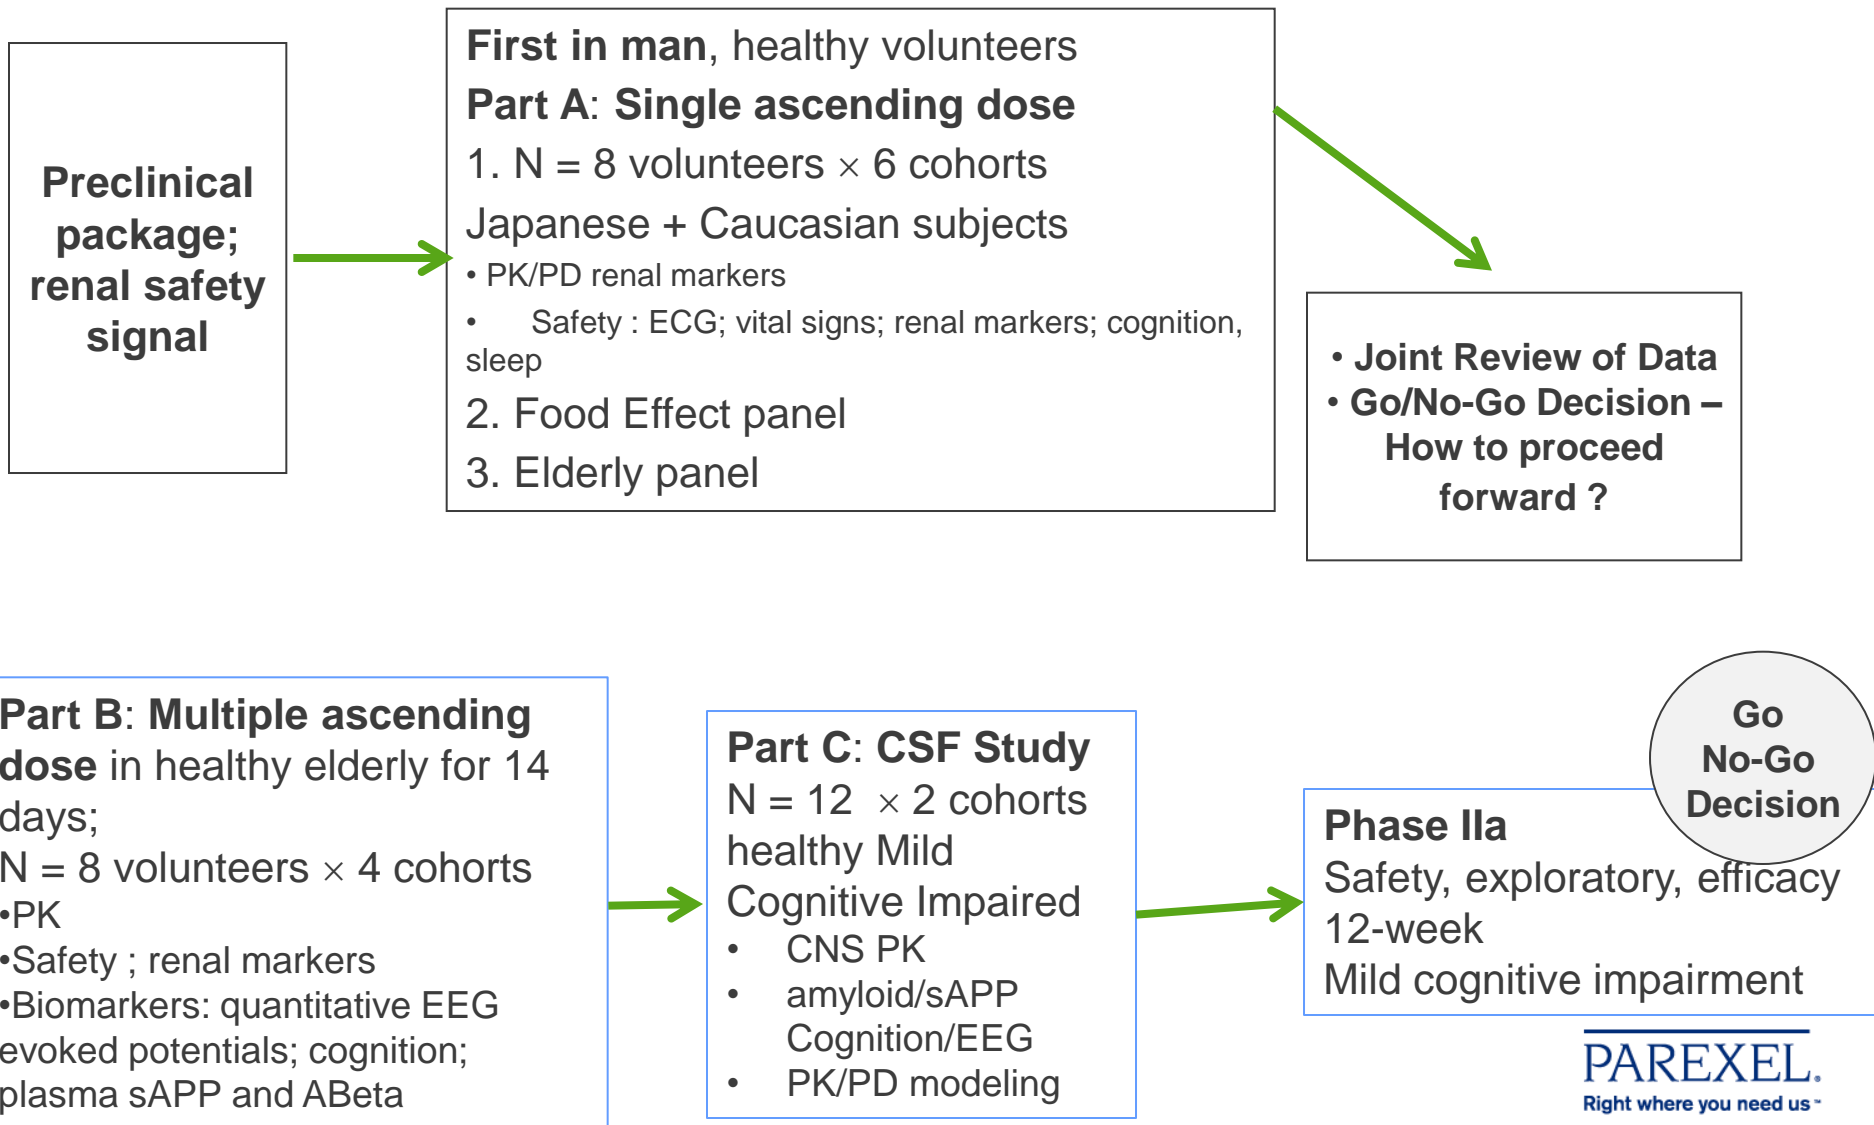 Preclinical
package;
renal safety
signal
First in man, healthy volunteers
Part A: Single ascending dose
1. N = 8 volunteers × 6 cohorts
Japanese + Caucasian subjects
• PK/PD renal markers
• Safety : ECG; vital signs; renal markers; cognition,
sleep
2. Food Effect panel
3. Elderly panel
• Joint Review of Data
• Go/No-Go Decision –
How to proceed
forward ?
Part B: Multiple ascending
dose in healthy elderly for 14
days;
N = 8 volunteers × 4 cohorts
•PK
•Safety ; renal markers
•Biomarkers: quantitative EEG
evoked potentials; cognition;
plasma sAPP and ABeta
Part C: CSF Study
N = 12 × 2 cohorts
healthy Mild
Cognitive Impaired
• CNS PK
• amyloid/sAPP
Cognition/EEG
• PK/PD modeling
Go
No-Go
Decision
Phase IIa
Safety, exploratory, efficacy
12-week
Mild cognitive impairment
PAREXEL.
Right where you need us™